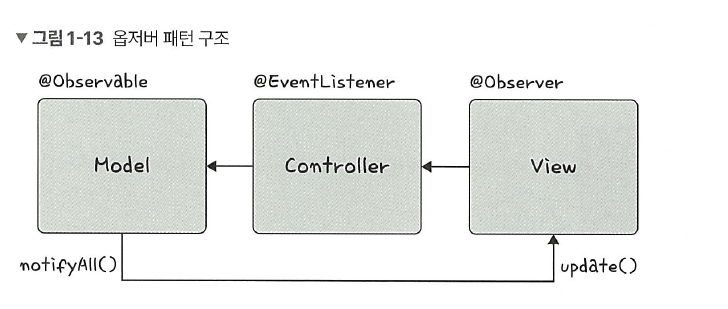 ▼ 그림 1-13 옵저버 패턴 구조
@Observable
@EventListener
@Observer
Model
Controller
View
notifyAll()
update()